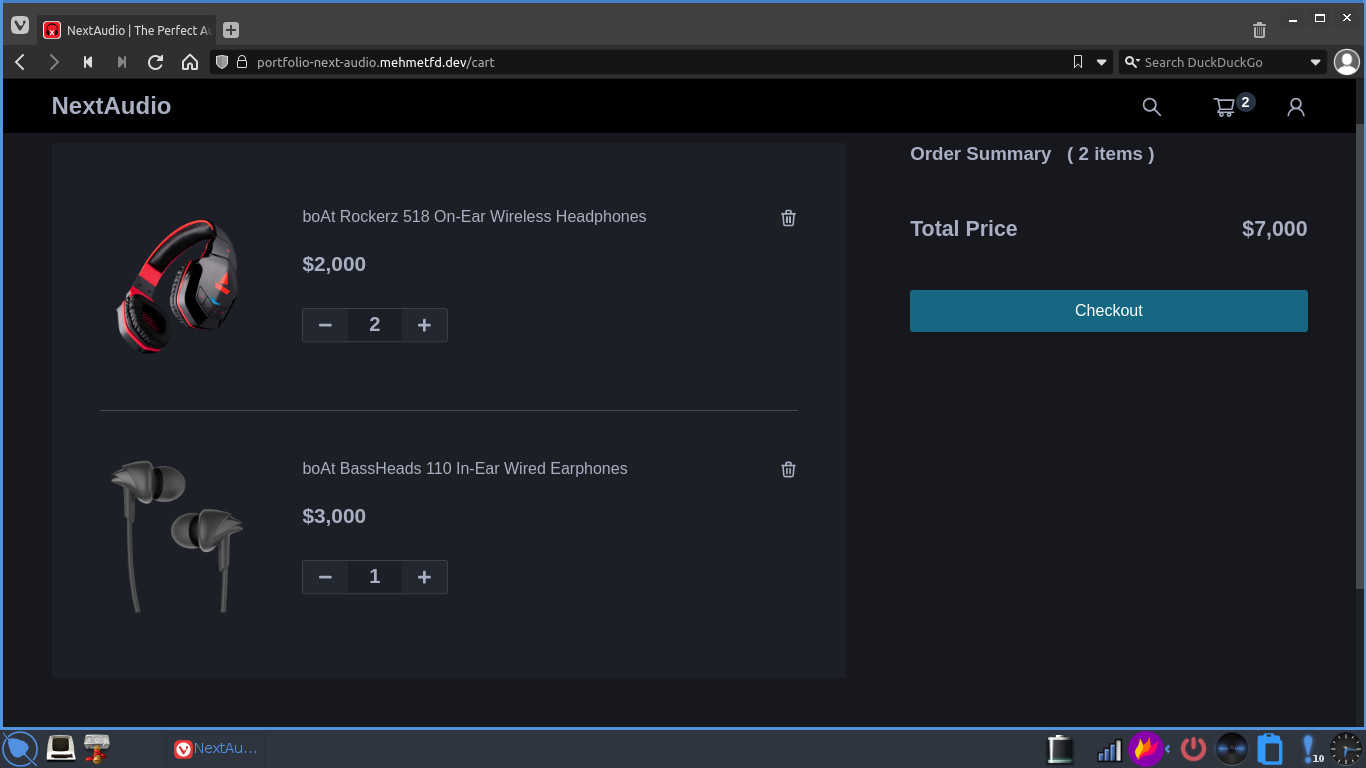 NextAudio | The Perfect Au
portfolio-next-audio.mehmetfd.dev/cart
Search DuckDuckGo
NextAudio
2
boAt Rockerz 518 On-Ear Wireless Headphones
$2,000
2
boAt BassHeads 110 In-Ear Wired Earphones
$3,000
1
Order Summary ( 2 items )
Total Price $7,000
Checkout
NextAu...
10